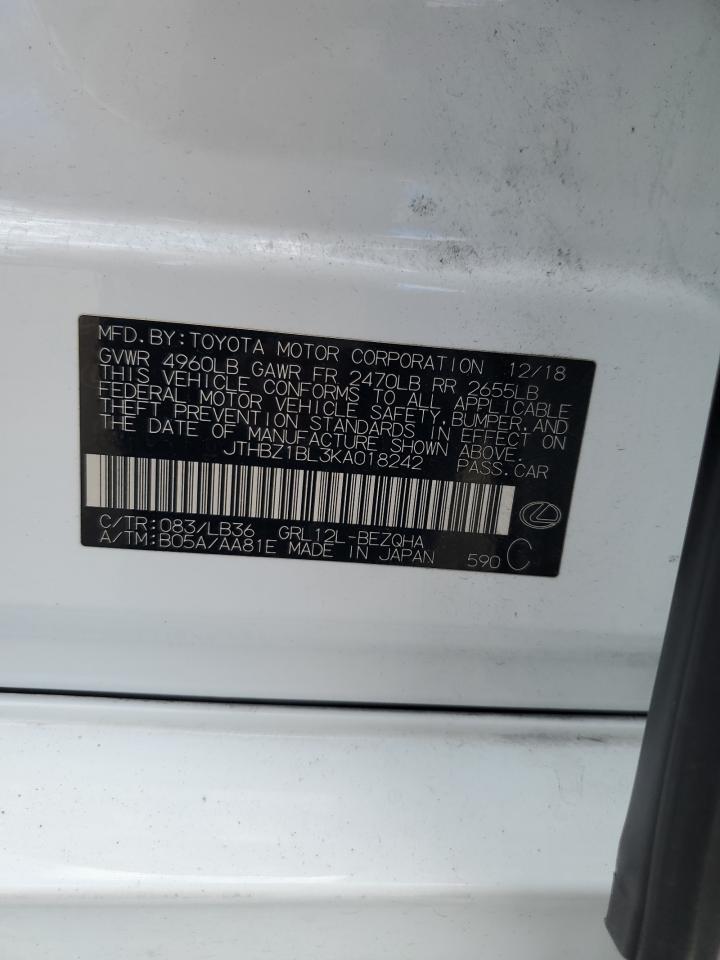 MFD.BY:TOYOTA MOTOR CORPORATION 12/18
GVWR 4960LB GAWR FR 2470LB RR 2655LB
THIS VEHICLE CONFORMS TO ALL APPLICABLE
FEDERAL MOTOR VEHICLE SAFETY,BUMPER,AND
THEFT PREVENTION STANDARDS IN EFFECT ON
THE DATE OF MANUFACTURE SHOWN ABOVE.
JTHBZ1BL3KA018242 PASS.CAR
C/TR:083/LB36 GRL12L-BEZQHA
A/TM:B05A/AA81E MADE IN JAPAN 590 C